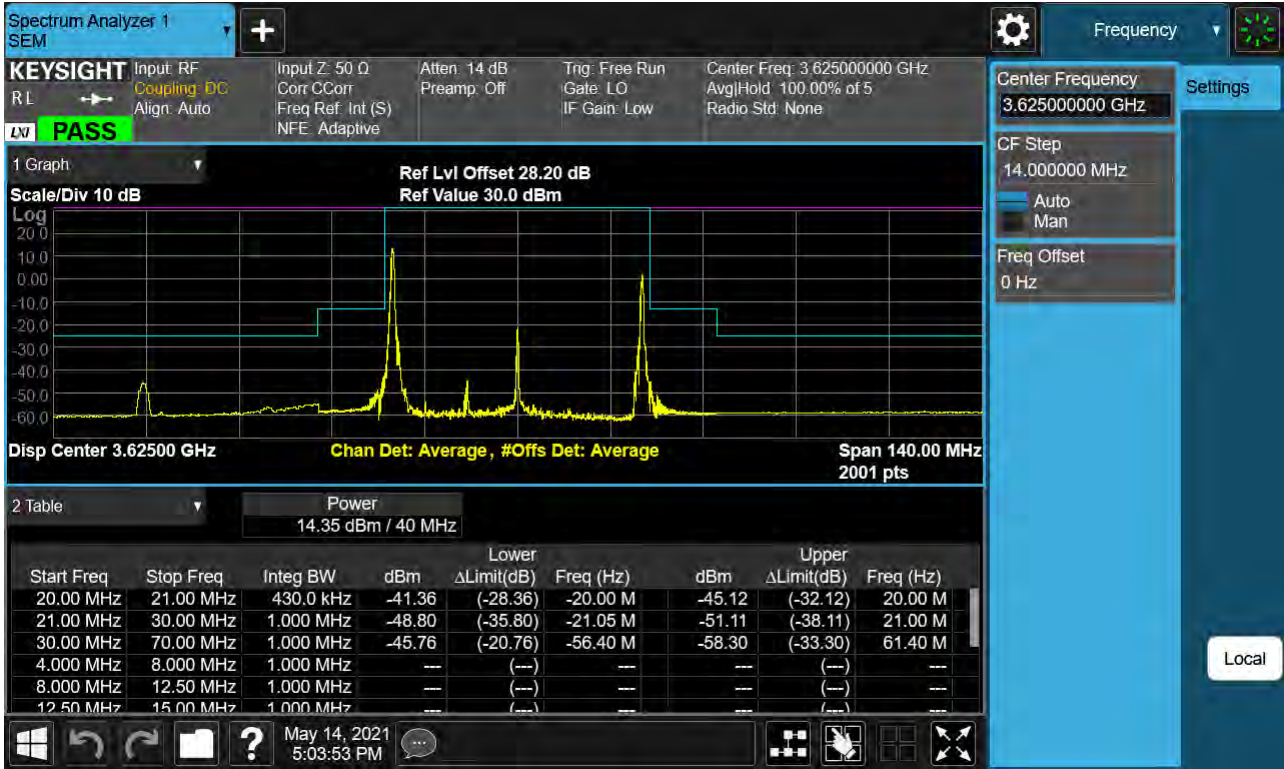 Spectrum Analyzer 1
SEM
Frequency
KEYSIGHT Input: RF Input Z: 50 Ω Atten: 14 dB Trig: Free Run Center Freq: 3.625000000 GHz
RL Coupling: DC Corr CCorr Preamp: Off Gate: LO Avg|Hold: 100.00% of 5
Align: Auto Freq Ref: Int (S) IF Gain: Low Radio Std: None
LXI PASS NFE: Adaptive
Center Frequency
3.625000000 GHz
Settings
CF Step
14.000000 MHz
Auto
Man
Freq Offset
0 Hz
Local
1 Graph
Ref Lvl Offset 28.20 dB
Scale/Div 10 dB Ref Value 30.0 dBm
Log
20.0
10.0
0.00
-10.0
-20.0
-30.0
-40.0
-50.0
-60.0
Disp Center 3.62500 GHz Chan Det: Average, #Offs Det: Average Span 140.00 MHz
2001 pts
2 Table
Power
14.35 dBm / 40 MHz
Lower Upper
Start Freq Stop Freq Integ BW dBm ΔLimit(dB) Freq (Hz) dBm ΔLimit(dB) Freq (Hz)
20.00 MHz 21.00 MHz 430.0 kHz -41.36 (-28.36) -20.00 M -45.12 (-32.12) 20.00 M
21.00 MHz 30.00 MHz 1.000 MHz -48.80 (-35.80) -21.05 M -51.11 (-38.11) 21.00 M
30.00 MHz 70.00 MHz 1.000 MHz -45.76 (-20.76) -56.40 M -58.30 (-33.30) 61.40 M
4.000 MHz 8.000 MHz 1.000 MHz --- (---) --- --- (---) ---
8.000 MHz 12.50 MHz 1.000 MHz --- (---) --- --- (---) ---
12.50 MHz 15.00 MHz 1.000 MHz --- (---) --- --- (---) ---
? May 14, 2021
5:03:53 PM